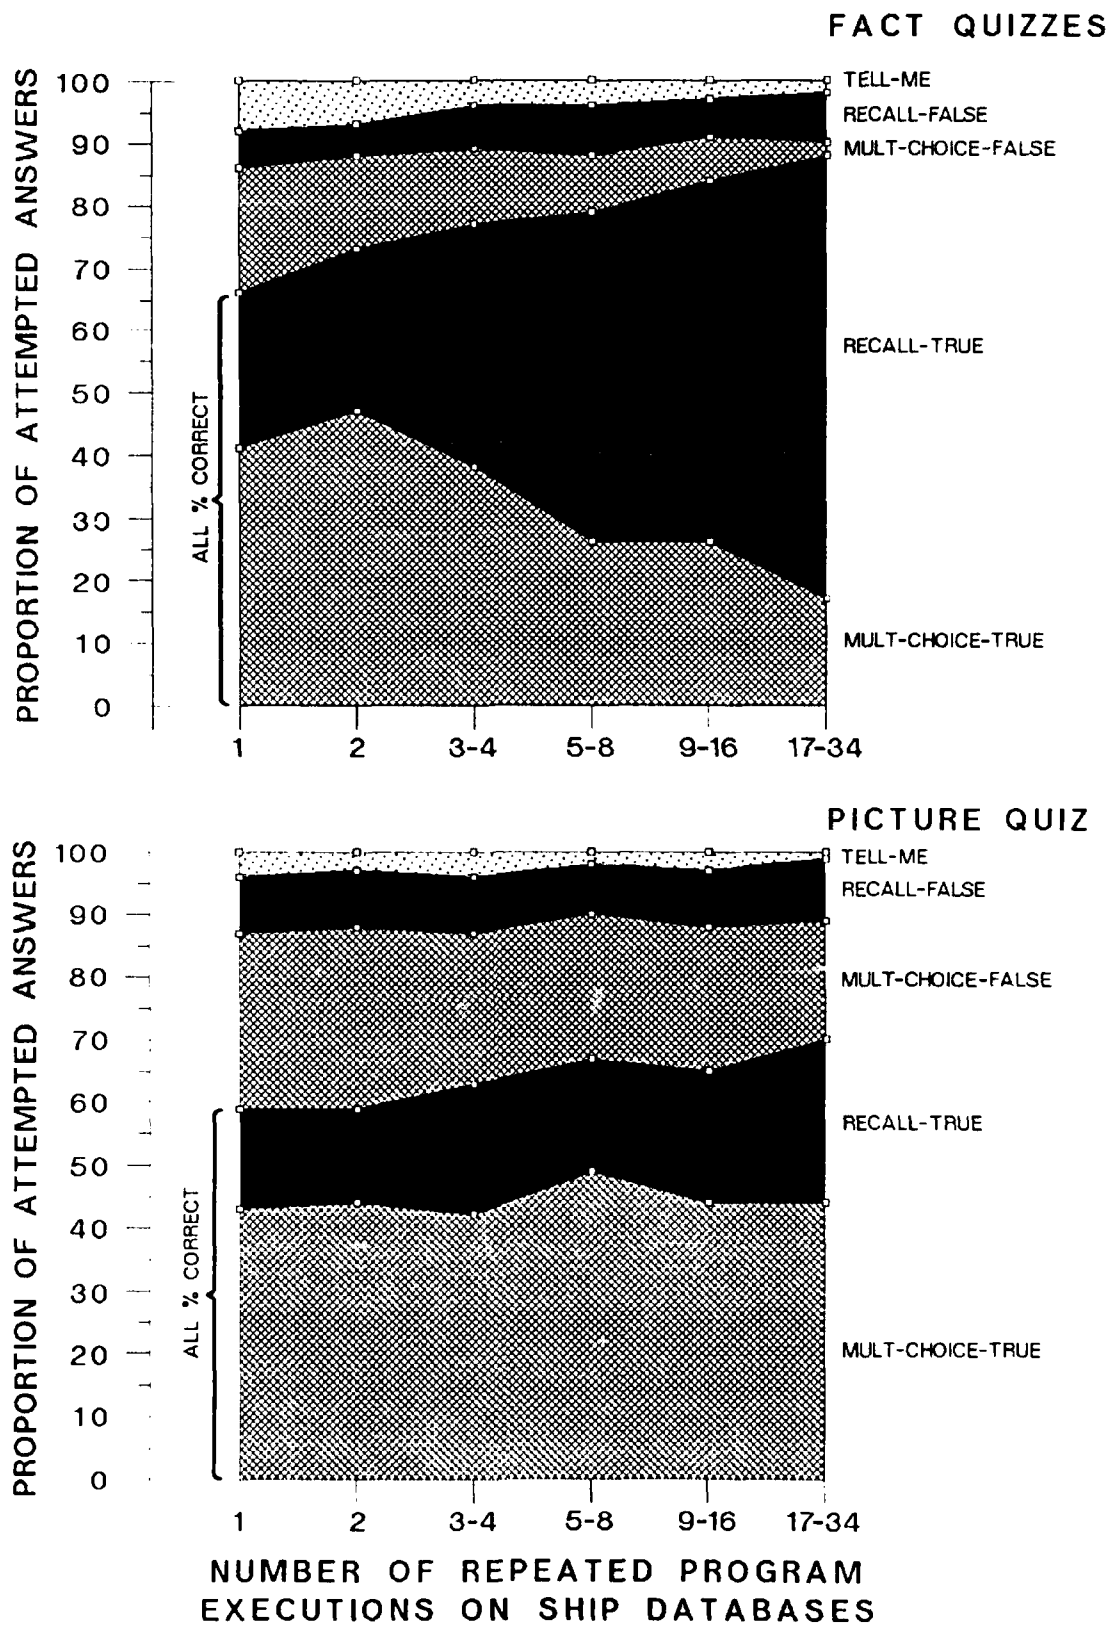 FACT QUIZZES
PROPORTION OF ATTEMPTED ANSWERS
100
90
80
70
60
50
40
30
20
10
0
ALL % CORRECT
TELL-ME
RECALL-FALSE
MULT-CHOICE-FALSE
RECALL-TRUE
MULT-CHOICE-TRUE
1 2 3-4 5-8 9-16 17-34
PICTURE QUIZ
PROPORTION OF ATTEMPTED ANSWERS
100
90
80
70
60
50
40
30
20
10
0
ALL % CORRECT
TELL-ME
RECALL-FALSE
MULT-CHOICE-FALSE
RECALL-TRUE
MULT-CHOICE-TRUE
1 2 3-4 5-8 9-16 17-34
NUMBER OF REPEATED PROGRAM
EXECUTIONS ON SHIP DATABASES